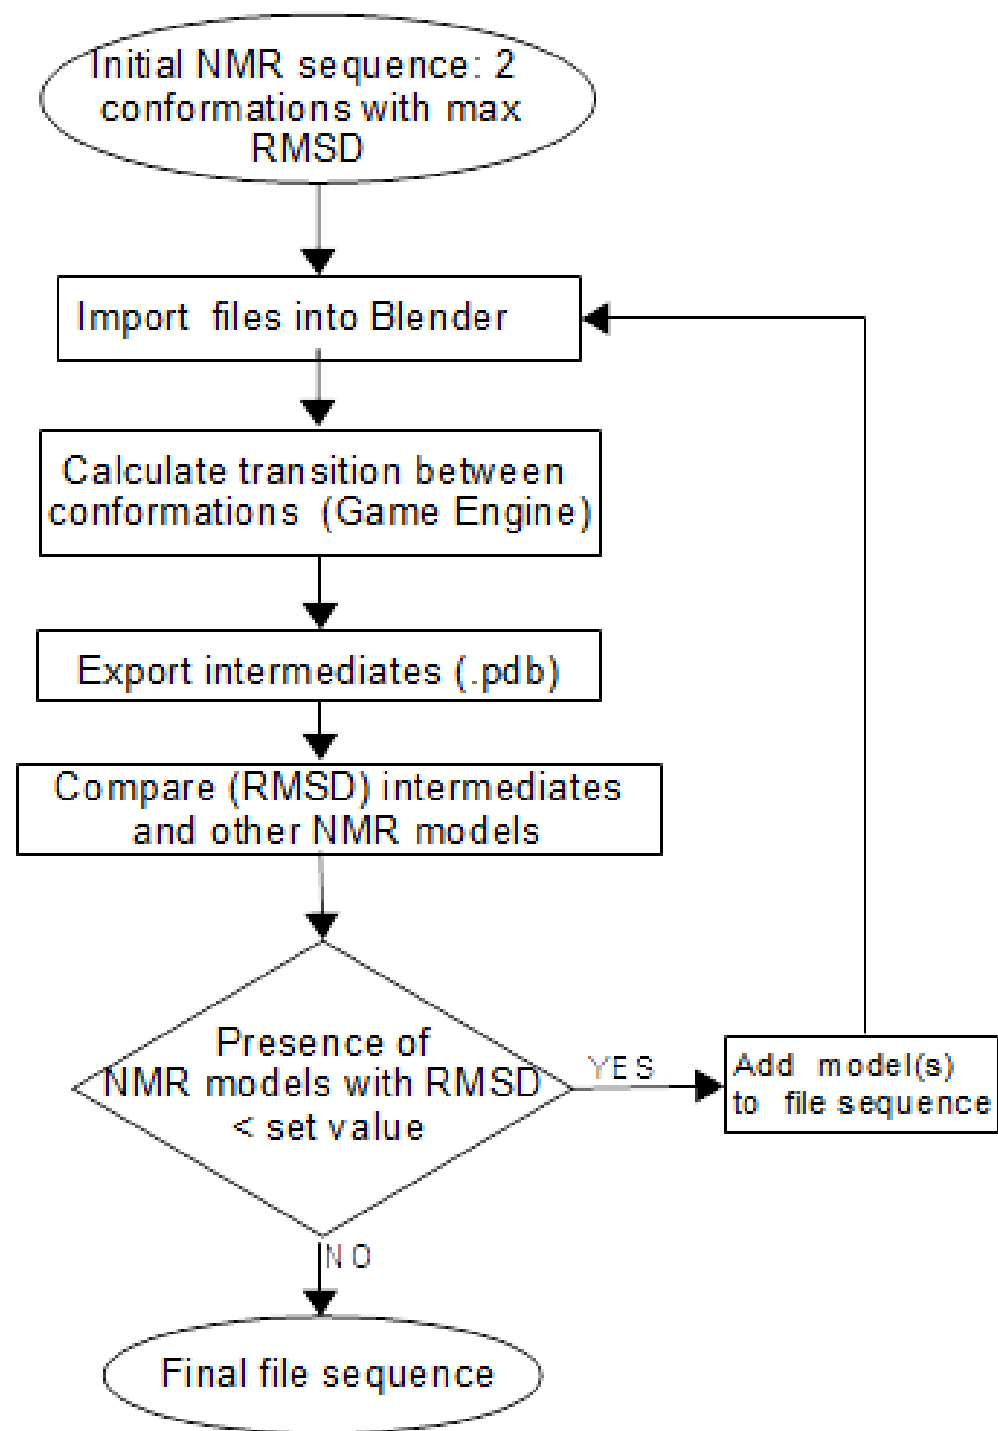 Initial NMR sequence: 2
conformations with max
RMSD
Import files into Blender
Calculate transition between
conformations (Game Engine)
Export intermediates (.pdb)
Compare (RMSD) intermediates
and other NMR models
Presence of
NMR models with RMSD
< set value
YES
Add model(s)
to file sequence
NO
Final file sequence